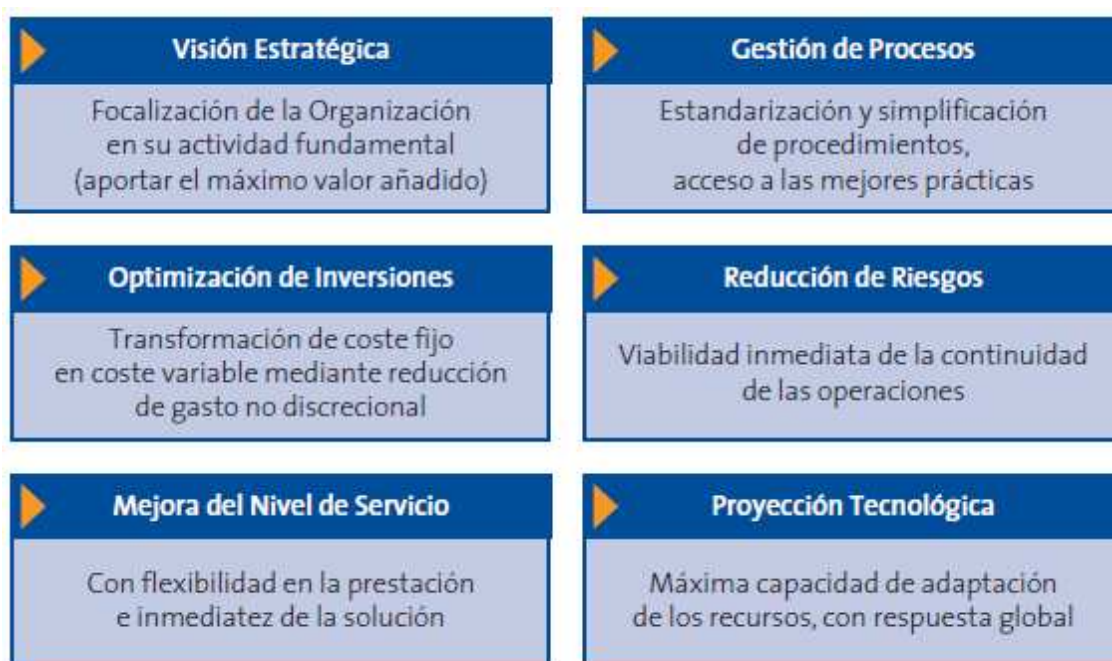 Visión Estratégica
Focalización de la Organización
en su actividad fundamental
(aportar el máximo valor añadido)
Gestión de Procesos
Estandarización y simplificación
de procedimientos,
acceso a las mejores prácticas
Optimización de Inversiones
Transformación de coste fijo
en coste variable mediante reducción
de gasto no discrecional
Reducción de Riesgos
Viabilidad inmediata de la continuidad
de las operaciones
Mejora del Nivel de Servicio
Con flexibilidad en la prestación
e inmediatez de la solución
Proyección Tecnológica
Máxima capacidad de adaptación
de los recursos, con respuesta global